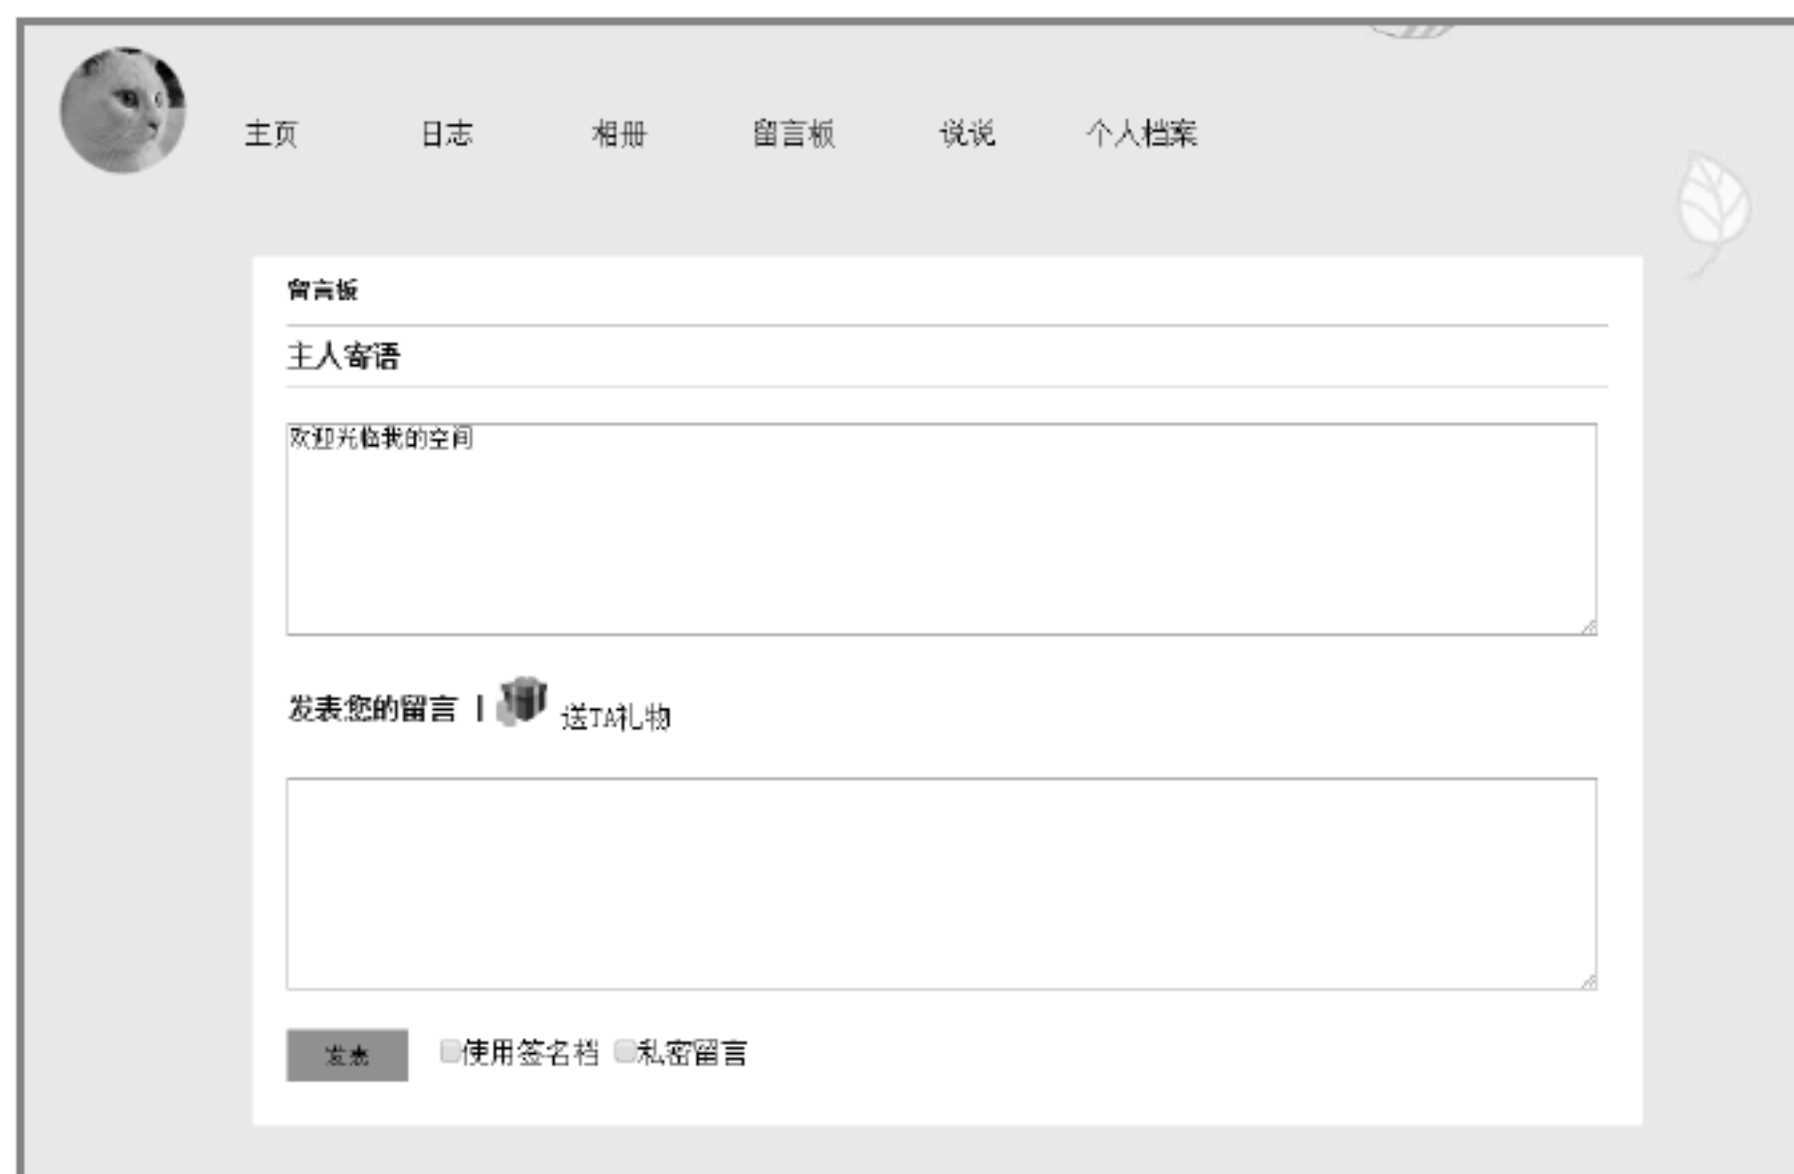 主页 日志 相册 留言板 说说 个人档案
留言板
主人寄语
欢迎光临我的空间
发表您的留言 | 送TA礼物
发表 使用签名档 私密留言